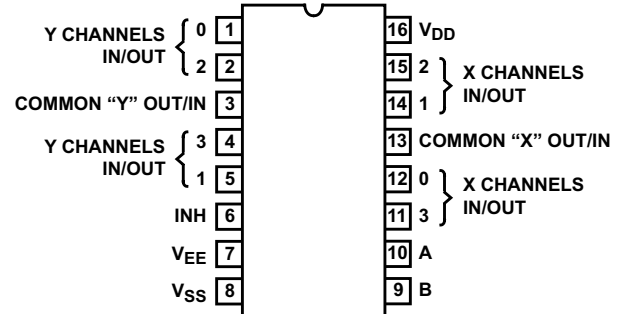 Y CHANNELS IN/OUT
0 1
2 2
COMMON “Y” OUT/IN 3
Y CHANNELS IN/OUT
3 4
1 5
INH 6
VEE 7
VSS 8
16 VDD
15 2
14 1
X CHANNELS IN/OUT
13 COMMON “X” OUT/IN
12 0
11 3
X CHANNELS IN/OUT
10 A
9 B